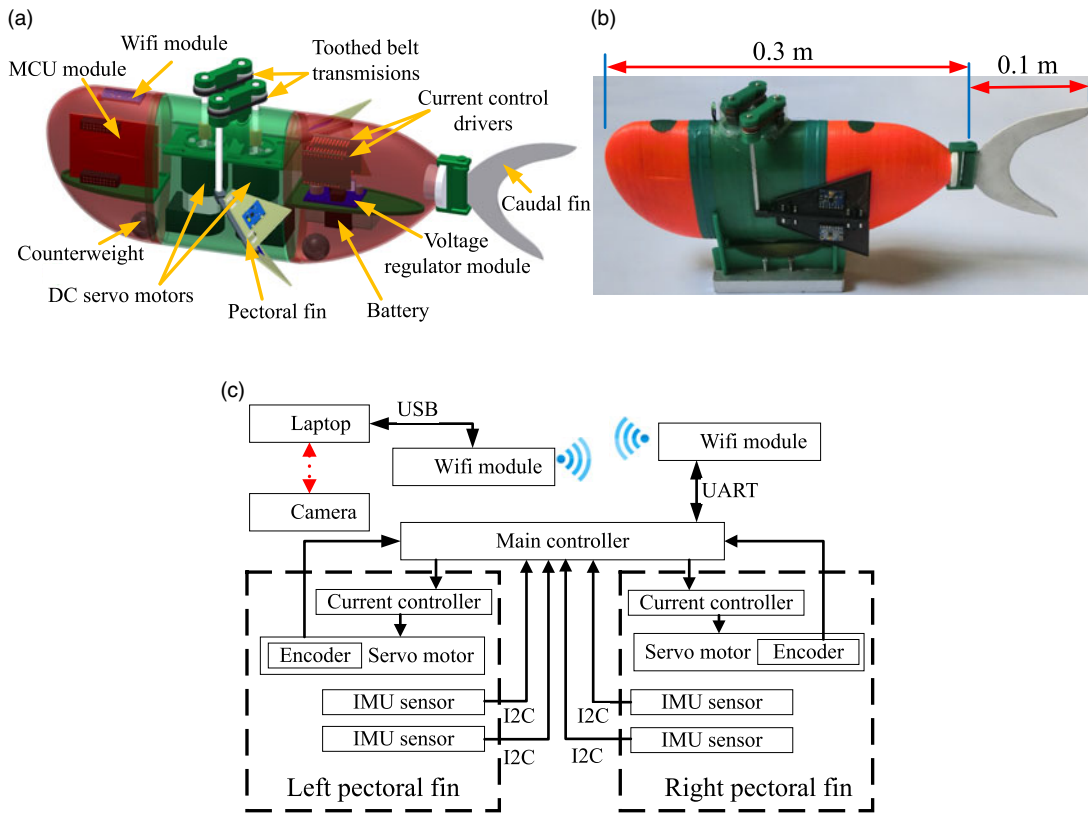 (a)
Wifi module
MCU module
Toothed belt
transmisions
Current control
drivers
Caudal fin
Counterweight
DC servo motors
Pectoral fin
Battery
Voltage
regulator module
(b)
0.3 m
0.1 m
(c)
Laptop
USB
Wifi module
Wifi module
Camera
UART
Main controller
Current controller
Current controller
Encoder
Servo motor
Servo motor
Encoder
IMU sensor
I2C
I2C
IMU sensor
IMU sensor
I2C
I2C
IMU sensor
Left pectoral fin
Right pectoral fin